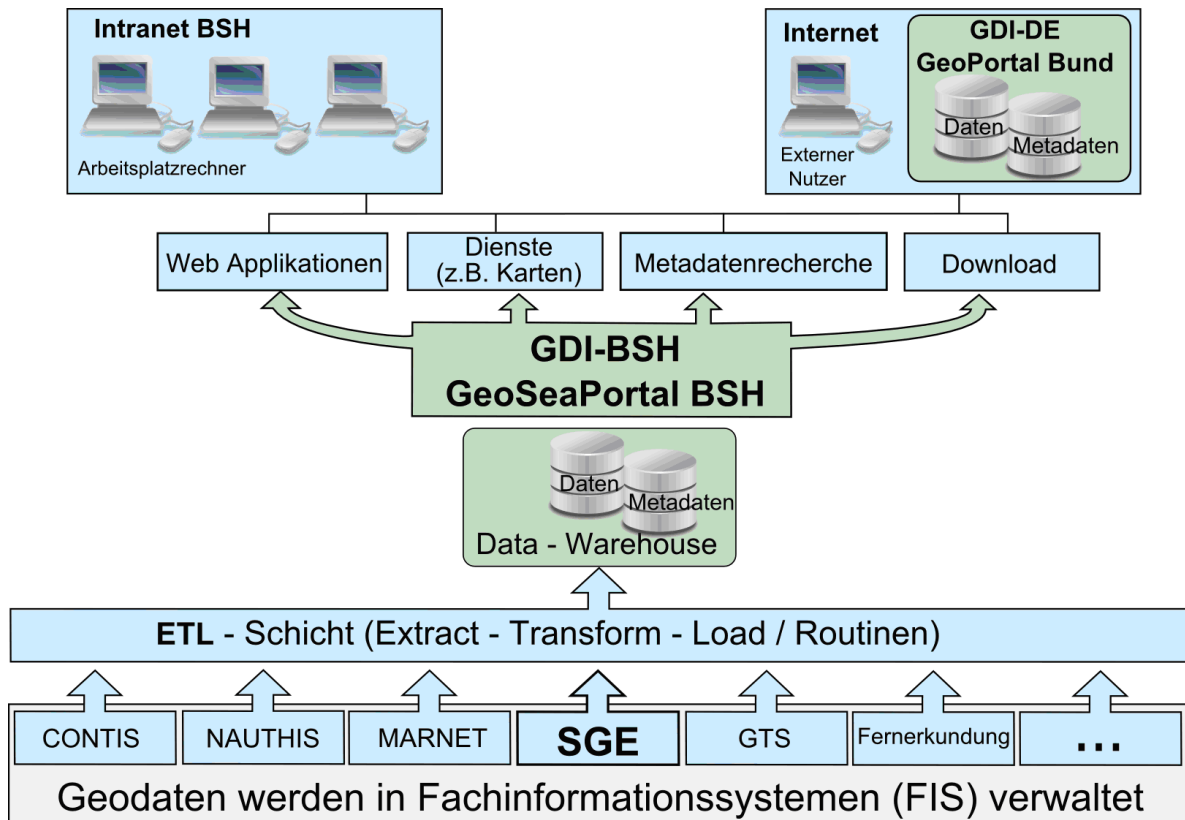 Intranet BSH
Arbeitsplatzrechner
Internet
Externer
Nutzer
GDI-DE
GeoPortal Bund
Daten
Metadaten
Web Applikationen
Dienste
(z.B. Karten)
Metadatenrecherche
Download
GDI-BSH
GeoSeaPortal BSH
Daten
Metadaten
Data - Warehouse
ETL - Schicht (Extract - Transform - Load / Routinen)
CONTIS
NAUTHIS
MARNET
SGE
GTS
Fernerkundung
...
Geodaten werden in Fachinformationssystemen (FIS) verwaltet